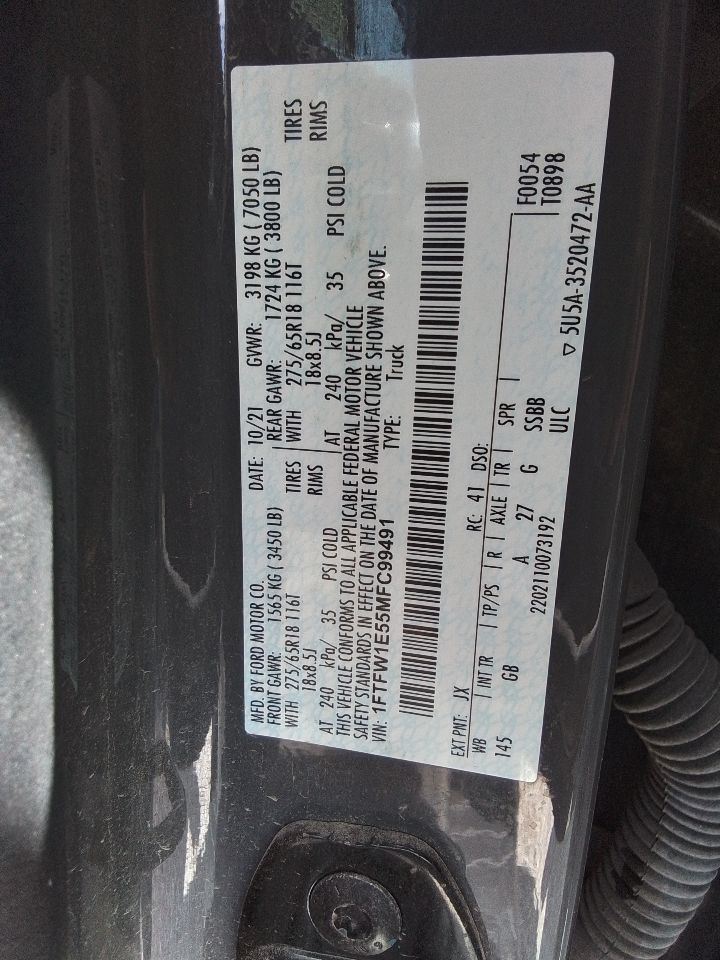 MFD. BY FORD MOTOR CO. DATE: 10/21 GVWR: 3198 KG ( 7050 LB)
FRONT GAWR: 1565 KG ( 3450 LB) REAR GAWR: 1724 KG ( 3800 LB)
WITH 275/65R18 116T TIRES WITH 275/65R18 116T TIRES
18x8.5J RIMS 18x8.5J RIMS
AT 240 kPa/ 35 PSI COLD AT 240 kPa/ 35 PSI COLD
THIS VEHICLE CONFORMS TO ALL APPLICABLE FEDERAL MOTOR VEHICLE
SAFETY STANDARDS IN EFFECT ON THE DATE OF MANUFACTURE SHOWN ABOVE.
VIN: 1FTFW1E55MFC99491 TYPE: Truck
EXT PNT: JX RC: 41 DSO:
WB INT TR TP/PS R AXLE TR SPR F0054
145 GB A 27 G SSBB T0898
2202110073192 ULC
▽ 5U5A-3520472-AA